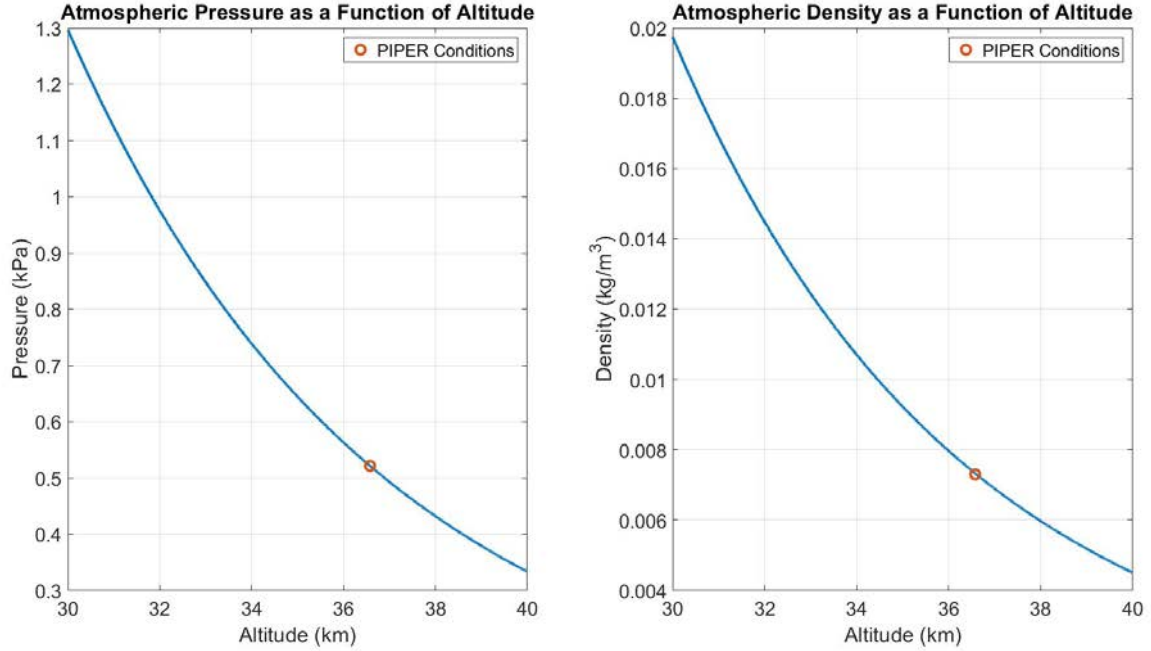 Atmospheric Pressure as a Function of Altitude
PIPER Conditions
1.3
1.2
1.1
1
0.9
0.8
0.7
0.6
0.5
0.4
0.3
Pressure (kPa)
30 32 34 36 38 40
Altitude (km)
Atmospheric Density as a Function of Altitude
PIPER Conditions
0.02
0.018
0.016
0.014
0.012
0.01
0.008
0.006
0.004
Density (kg/m³)
30 32 34 36 38 40
Altitude (km)